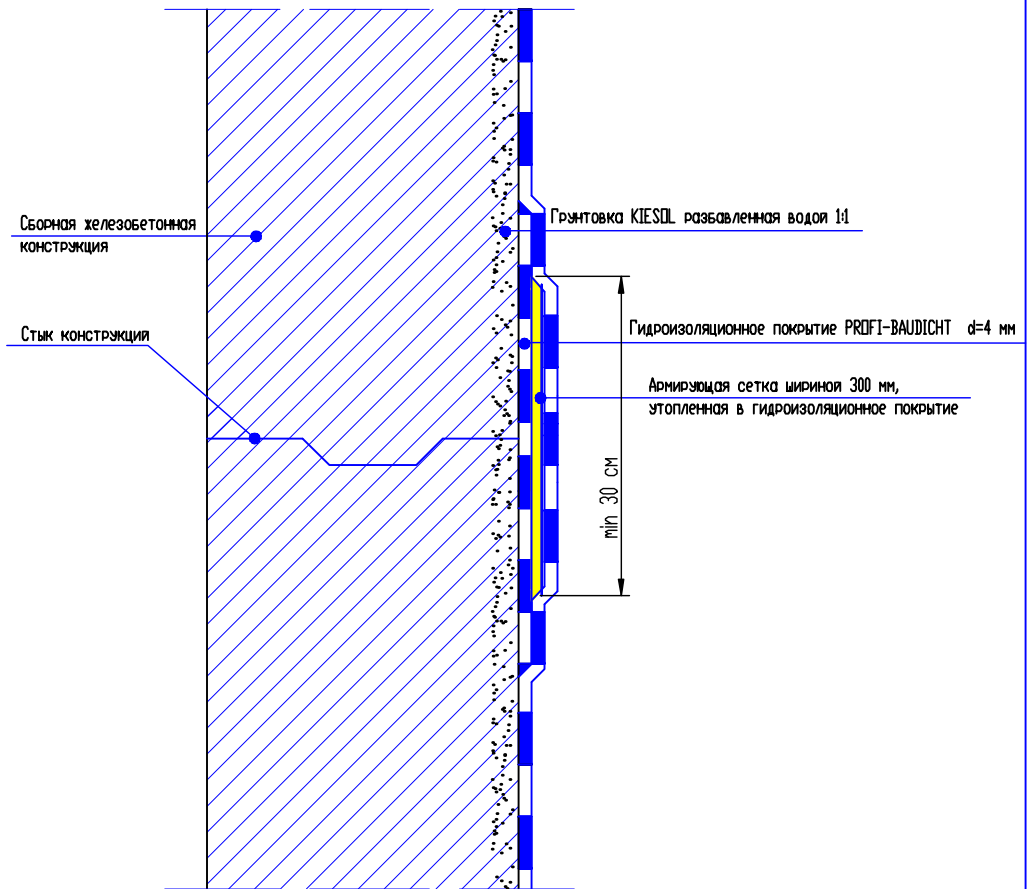 Сборная железобетонная
конструкция
Грунтовка KIESOL разбавленная водой 1:1
Стык конструкции
Гидроизоляционное покрытие PROFI-BAUDICHT d=4 мм
Армирующая сетка шириной 300 мм,
утопленная в гидроизоляционное покрытие
min 30 см